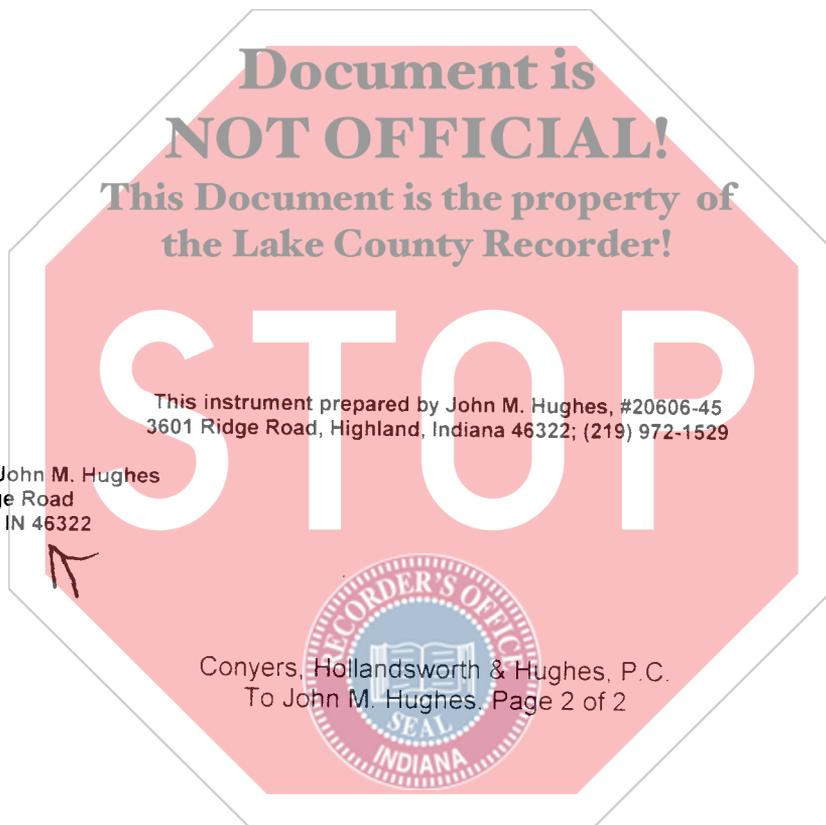 Document is
NOT OFFICIAL!
This Document is the property of
the Lake County Recorder!
STOP
This instrument prepared by John M. Hughes, #20606-45
3601 Ridge Road, Highland, Indiana 46322; (219) 972-1529
John M. Hughes
ge Road
IN 46322
RECORDER'S OFFICE
Conyers, Hollandsworth & Hughes, P.C.
To John M. Hughes. Page 2 of 2
SEAL
INDIANA